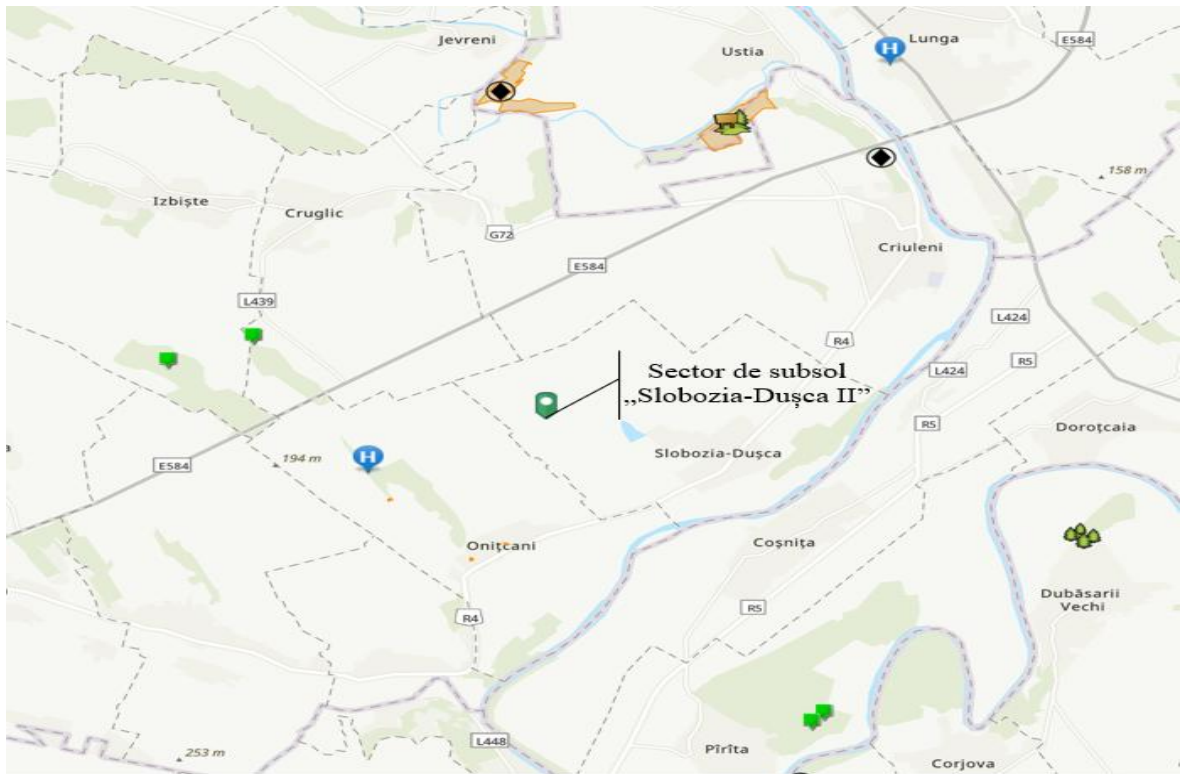 Jevreni
Ustia
Lunga
E584
158 m
Izbiște
Cruglic
G72
Criuleni
E584
L439
L424
R4
R5
L424
Sector de subsol
„Slobozia-Dușca II”
R5
Doroțcaia
Slobozia-Dușca
194 m
E584
Onițcani
Coșnița
Dubăsarii
Vechi
R5
R4
L448
253 m
Pîrîta
Corjova